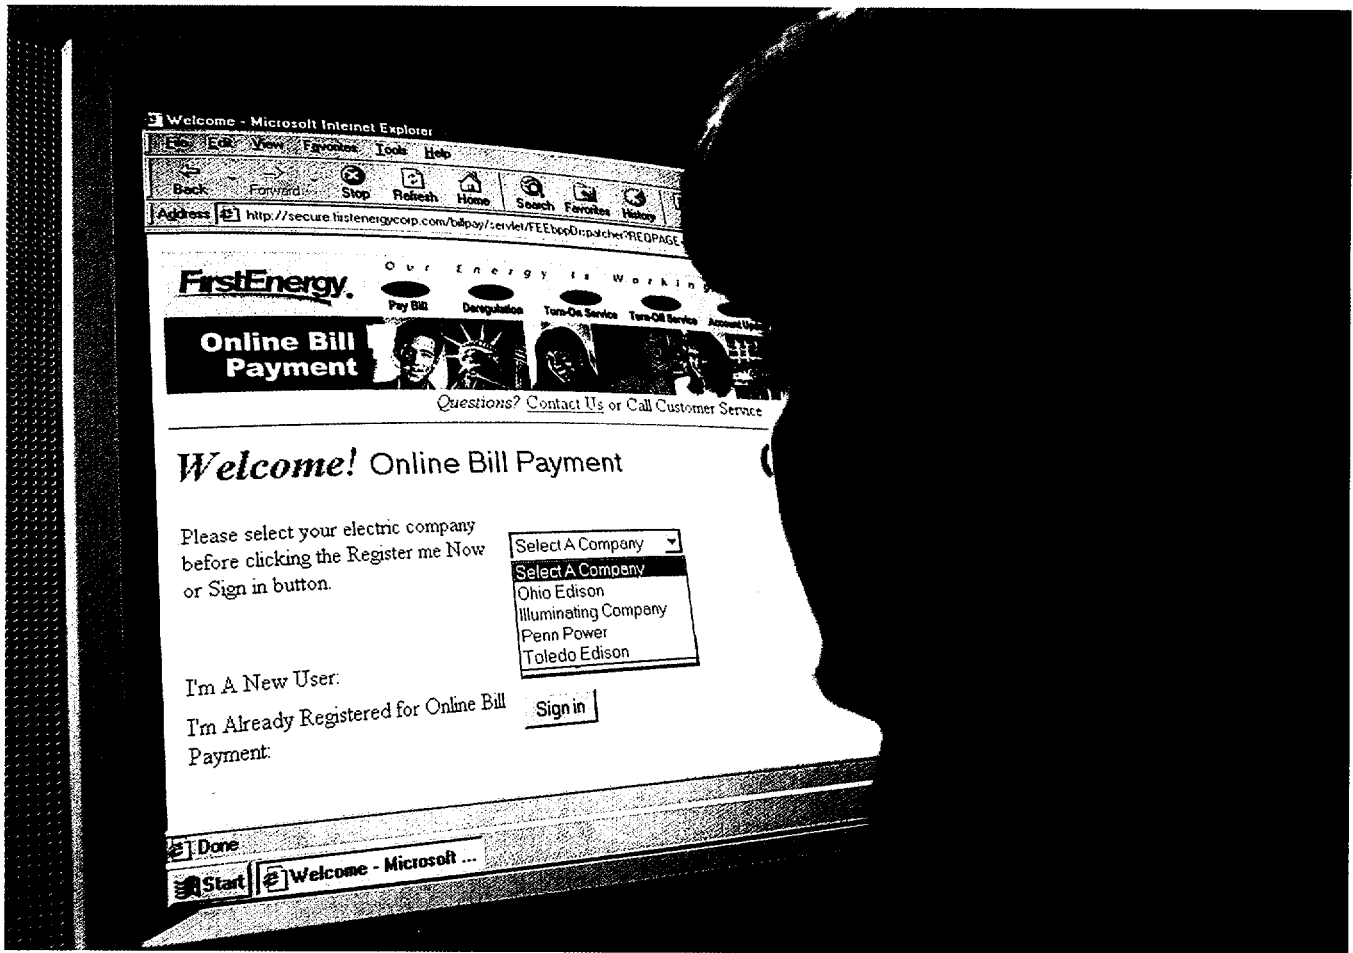 Welcome - Microsoft Internet Explorer
File Edit View Favorites Tools Help
Back Forward Stop Refresh Home Search Favorites History
Address http://secure.firstenergycorp.com/billpay/servlet/FEEbppDispatcher?REQPAGE
FirstEnergy.
Our Energy Is Working
Pay Bill Deregulation Turn-On Service Turn-Off Service Account
Online Bill
Payment
Questions? Contact Us or Call Customer Service
Welcome! Online Bill Payment
Please select your electric company
before clicking the Register me Now
or Sign in button.
Select A Company
Select A Company
Ohio Edison
Illuminating Company
Penn Power
Toledo Edison
I'm A New User:
I'm Already Registered for Online Bill
Payment:
Sign in
Done
Start Welcome - Microsoft ...